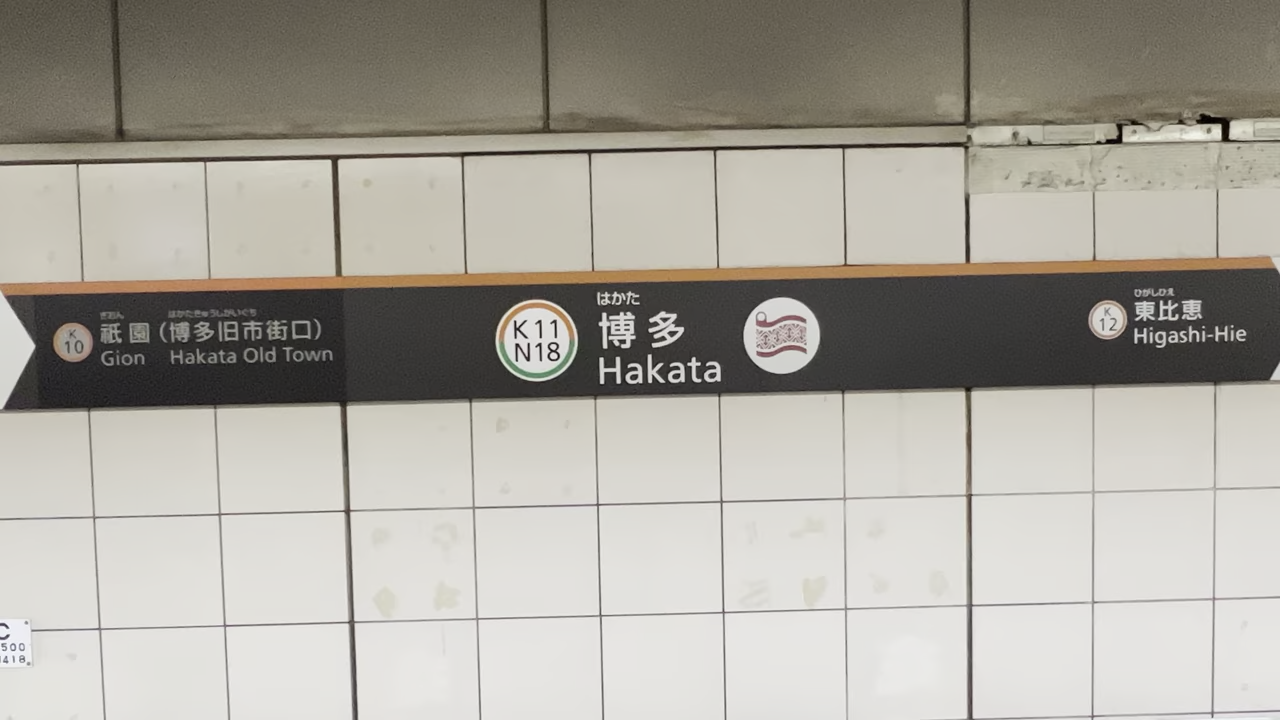 ぎおん はかたきゅうしがいぐち
K 10 祇園 (博多旧市街口)
Gion Hakata Old Town
はかた
K11 博多
N18 Hakata
ひがしひえ
K 12 東比恵
Higashi-Hie
C
500
1418